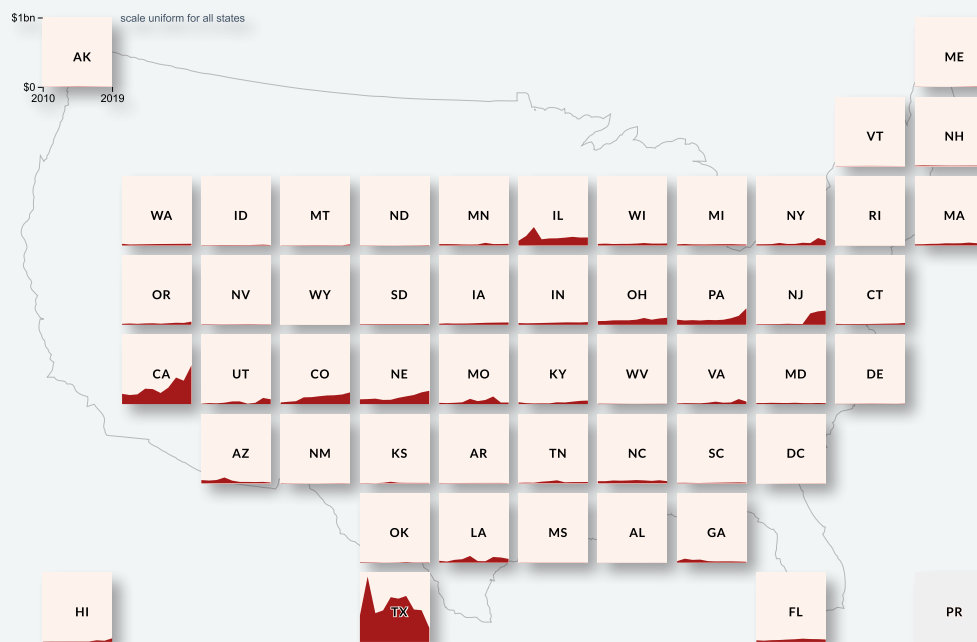 $1bn
scale uniform for all states
AK
ME
$0
2010
2019
VT
NH
WA
ID
MT
ND
MN
IL
WI
MI
NY
RI
MA
OR
NV
WY
SD
IA
IN
OH
PA
NJ
CT
CA
UT
CO
NE
MO
KY
WV
VA
MD
DE
AZ
NM
KS
AR
TN
NC
SC
DC
OK
LA
MS
AL
GA
HI
TX
FL
PR